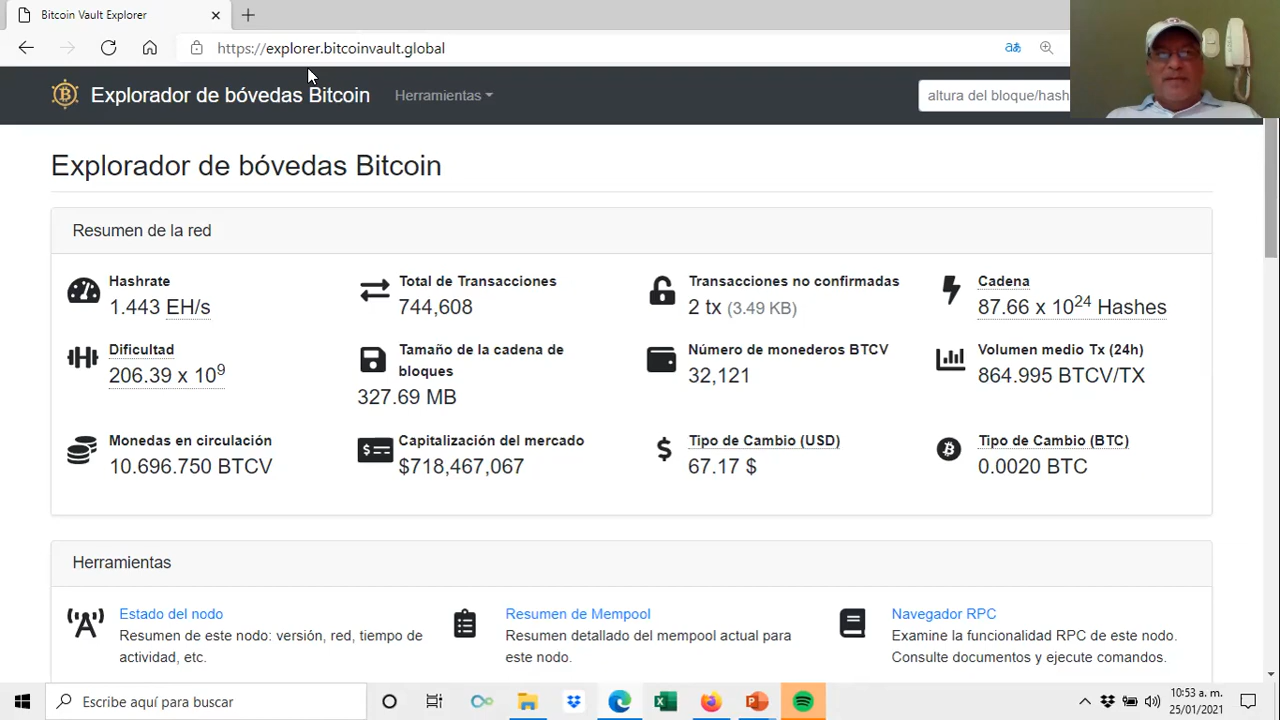 Bitcoin Vault Explorer
https://explorer.bitcoinvault.global
Explorador de bóvedas Bitcoin
Herramientas
altura del bloque/hash
Explorador de bóvedas Bitcoin
Resumen de la red
Hashrate
1.443 EH/s
Total de Transacciones
744,608
Transacciones no confirmadas
2 tx (3.49 KB)
Cadena
87.66 x 10^24 Hashes
Dificultad
206.39 x 10^9
Tamaño de la cadena de
bloques
327.69 MB
Número de monederos BTCV
32,121
Volumen medio Tx (24h)
864.995 BTCV/TX
Monedas en circulación
10.696.750 BTCV
Capitalización del mercado
$718,467,067
Tipo de Cambio (USD)
67.17 $
Tipo de Cambio (BTC)
0.0020 BTC
Herramientas
Estado del nodo
Resumen de este nodo: versión, red, tiempo de
actividad, etc.
Resumen de Mempool
Resumen detallado del mempool actual para
este nodo.
Navegador RPC
Examine la funcionalidad RPC de este nodo.
Consulte documentos y ejecute comandos.
Escribe aquí para buscar
10:53 a. m.
25/01/2021